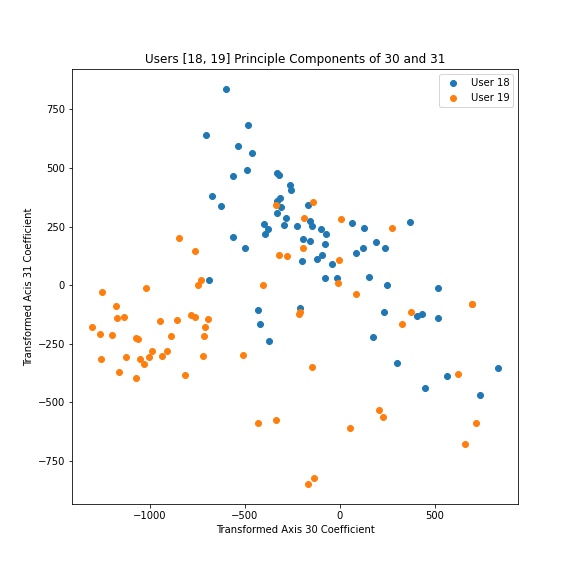 Users [18, 19] Principle Components of 30 and 31
User 18
User 19
Transformed Acis 31 Coefficient
750
500
250
0
−250
−500
−750
−1000
−500
0
500
Transformed Axis 30 Coefficient